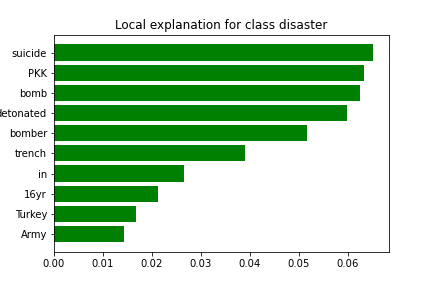 Local explanation for class disaster
suicide
PKK
bomb
detonated
bomber
trench
in
16yr
Turkey
Army
0.00 0.01 0.02 0.03 0.04 0.05 0.06